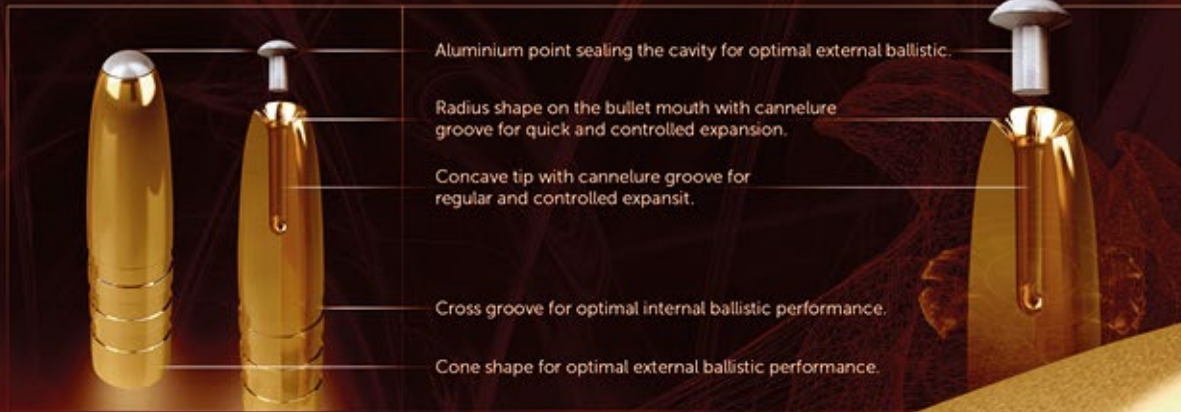 Aluminium point sealing the cavity for optimal external ballistic.
Radius shape on the bullet mouth with cannelure
groove for quick and controlled expansion.
Concave tip with cannelure groove for
regular and controlled expansit.
Cross groove for optimal internal ballistic performance.
Cone shape for optimal external ballistic performance.